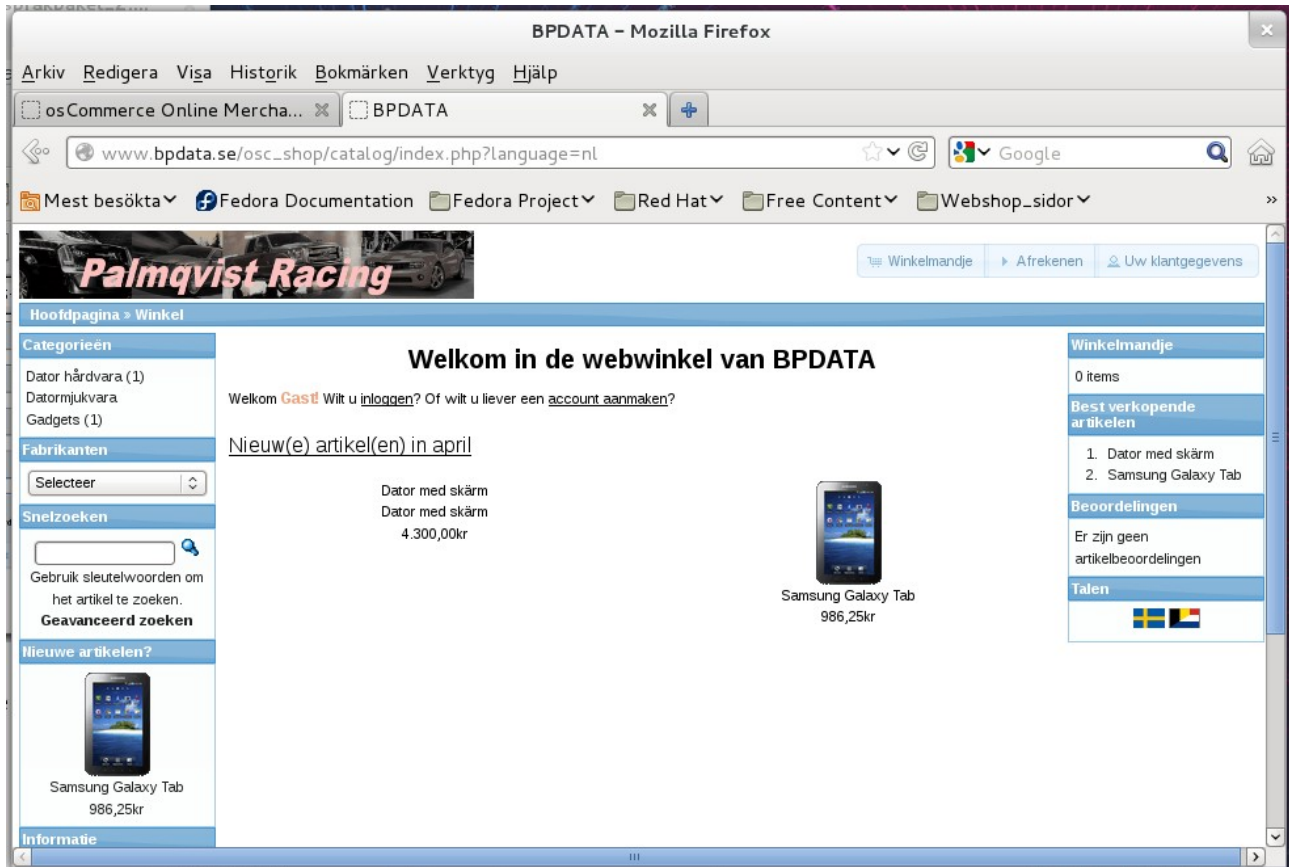 BPDATA – Mozilla Firefox
Arkiv Redigera Visa Historik Bokmärken Verktyg Hjälp
osCommerce Online Mercha... BPDATA
www.bpdata.se/osc_shop/catalog/index.php?language=nl Google
Mest besökta Fedora Documentation Fedora Project Red Hat Free Content Webshop_sidor »
Palmqvist Racing
Winkelmandje Afrekenen Uw klantgegevens
Hoofdpagina » Winkel
Categorieën
Dator hårdvara (1)
Datormjukvara
Gadgets (1)
Fabrikanten
Selecteer
Snelzoeken
Gebruik sleutelwoorden om
het artikel te zoeken.
Geavanceerd zoeken
Nieuwe artikelen?
Samsung Galaxy Tab
986,25kr
Informatie
Welkom in de webwinkel van BPDATA
Welkom Gast! Wilt u inloggen? Of wilt u liever een account aanmaken?
Nieuw(e) artikel(en) in april
Dator med skärm
Dator med skärm
4.300,00kr
Samsung Galaxy Tab
986,25kr
Winkelmandje
0 items
Best verkopende
artikelen
1. Dator med skärm
2. Samsung Galaxy Tab
Beoordelingen
Er zijn geen
artikelbeoordelingen
Talen